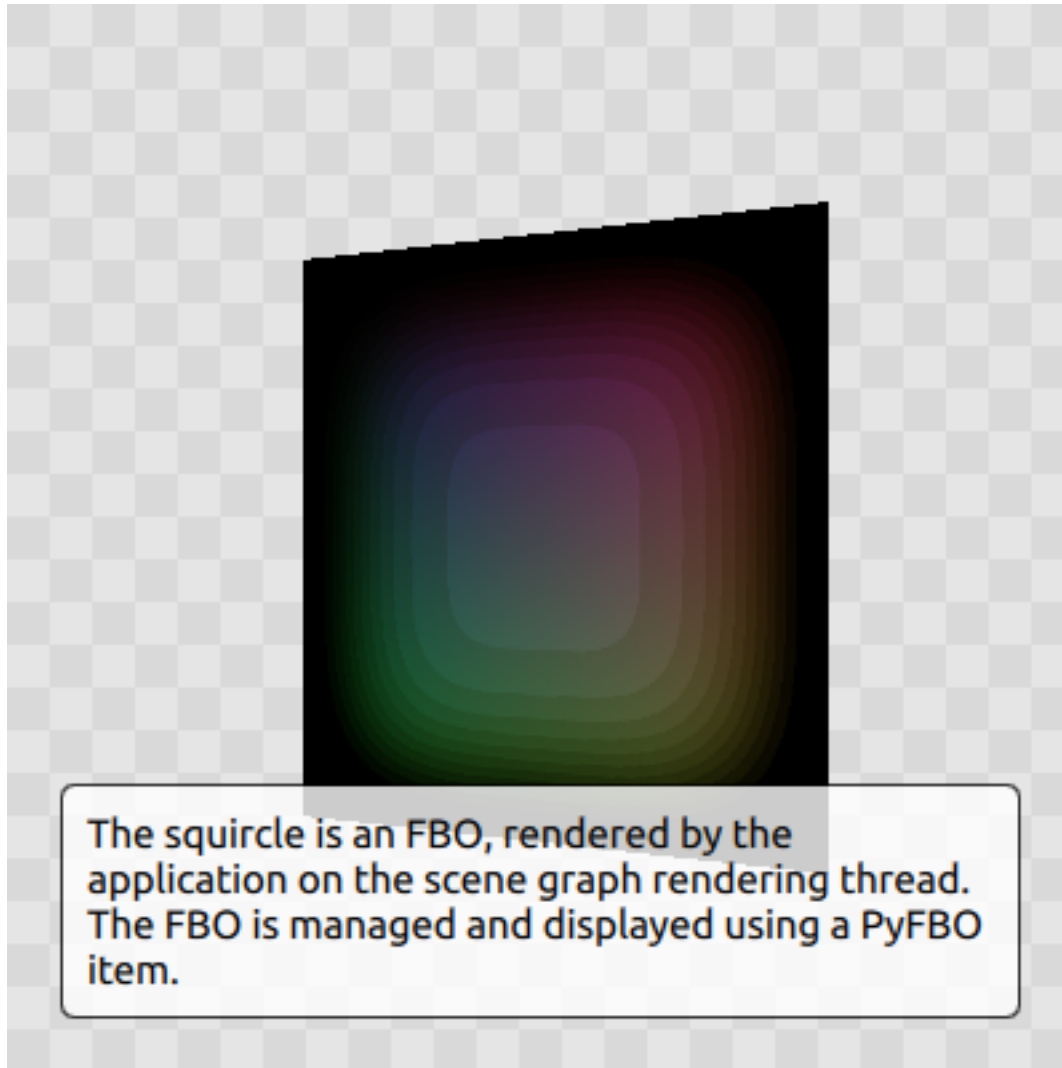 The squircle is an FBO, rendered by the
application on the scene graph rendering thread.
The FBO is managed and displayed using a PyFBO
item.